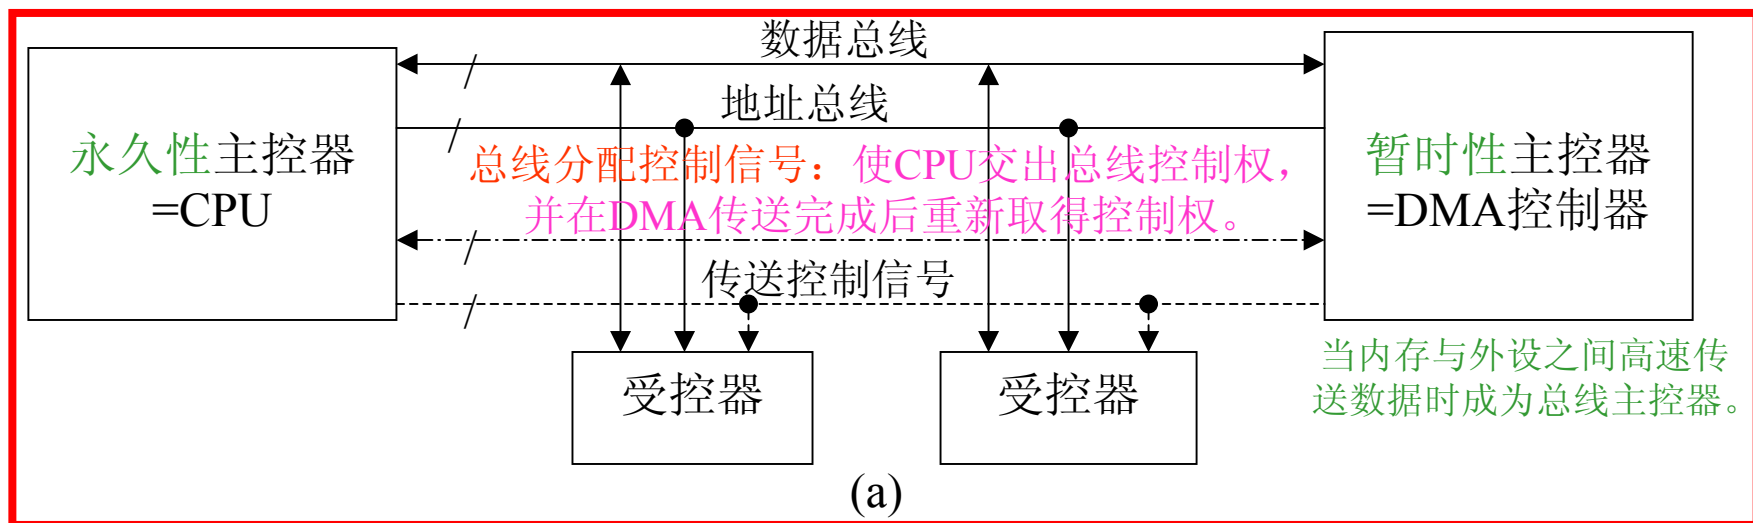 数据总线
地址总线
永久性主控器
=CPU
总线分配控制信号：使CPU交出总线控制权，
并在DMA传送完成后重新取得控制权。
暂时性主控器
=DMA控制器
传送控制信号
受控器
受控器
当内存与外设之间高速传
送数据时成为总线主控器。
(a)